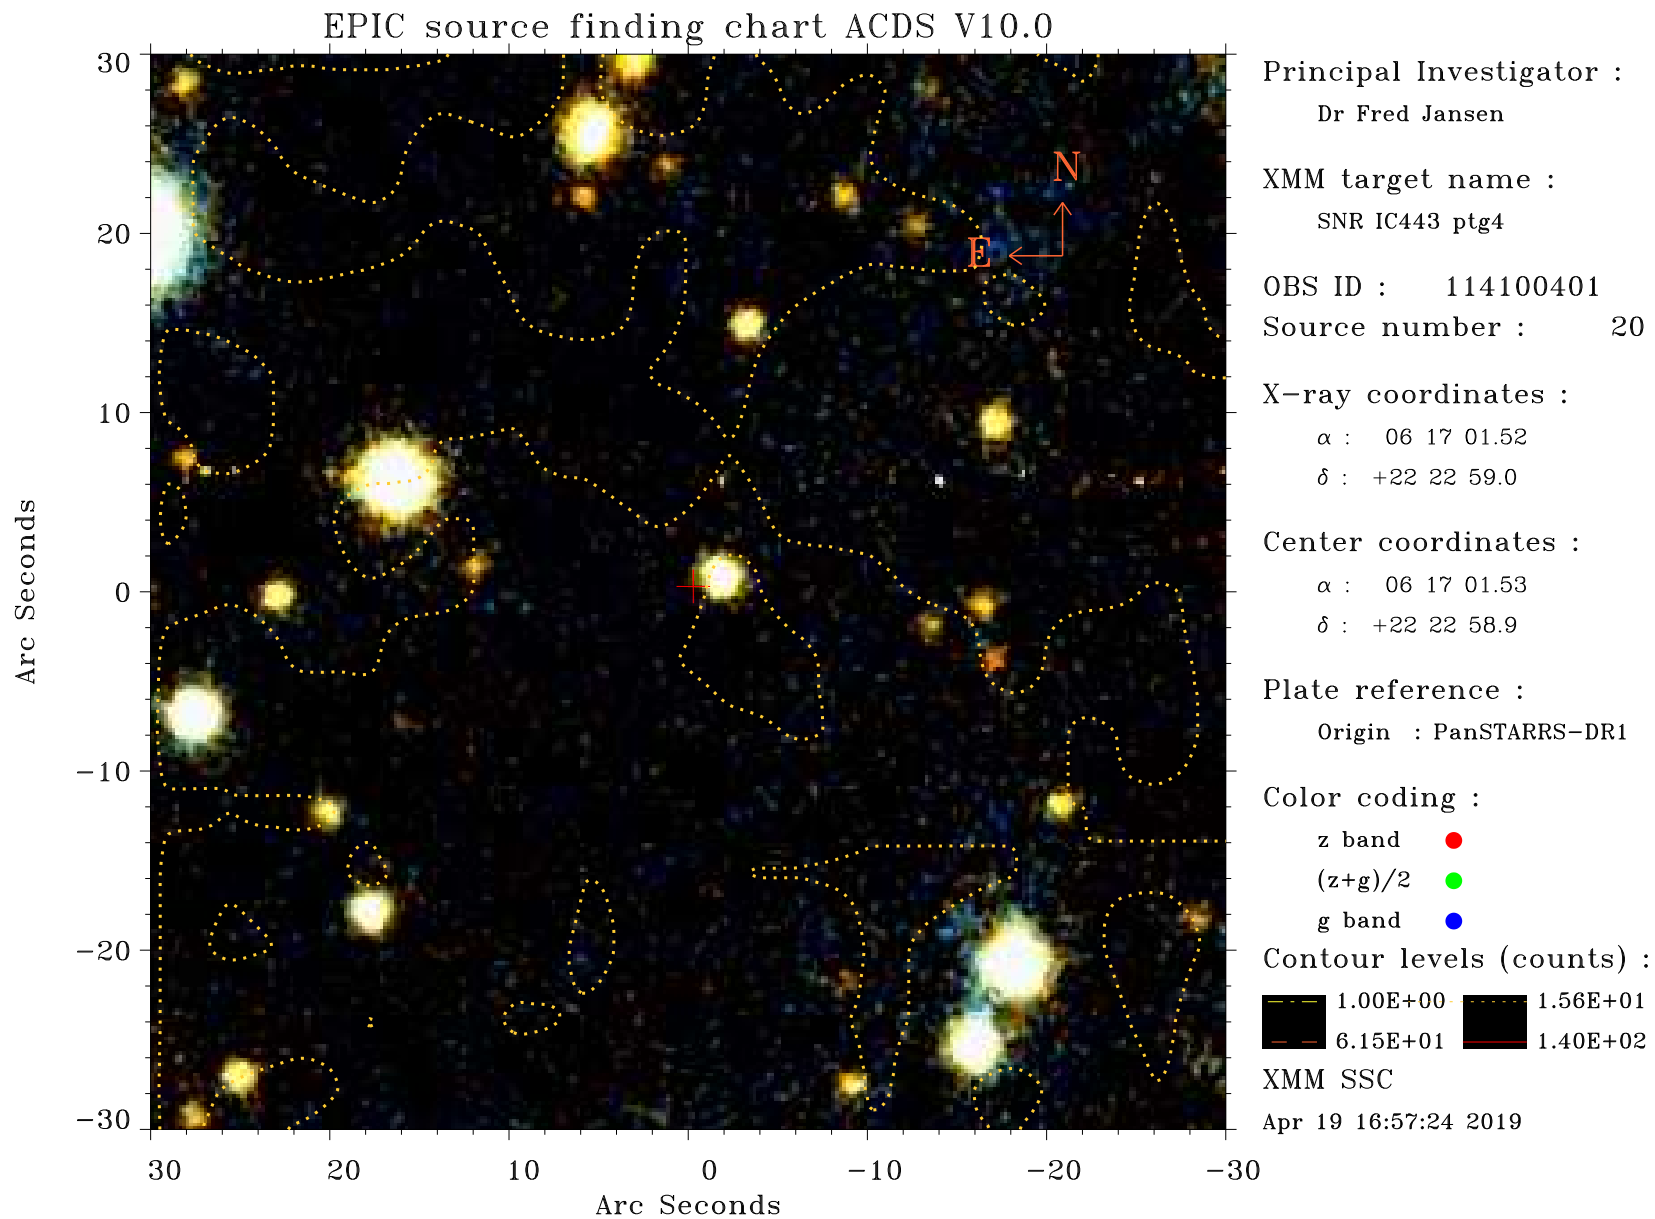 EPIC source finding chart ACDS V10.0
30
20
10
0
−10
−20
−30
Arc Seconds
30 20 10 0 −10 −20 −30
Arc Seconds
N
E
Principal Investigator :
Dr Fred Jansen
XMM target name :
SNR IC443 ptg4
OBS ID : 114100401
Source number : 20
X−ray coordinates :
α : 06 17 01.52
δ : +22 22 59.0
Center coordinates :
α : 06 17 01.53
δ : +22 22 58.9
Plate reference :
Origin : PanSTARRS−DR1
Color coding :
z band
(z+g)/2
g band
Contour levels (counts) :
1.00E+00 1.56E+01
6.15E+01 1.40E+02
XMM SSC
Apr 19 16:57:24 2019